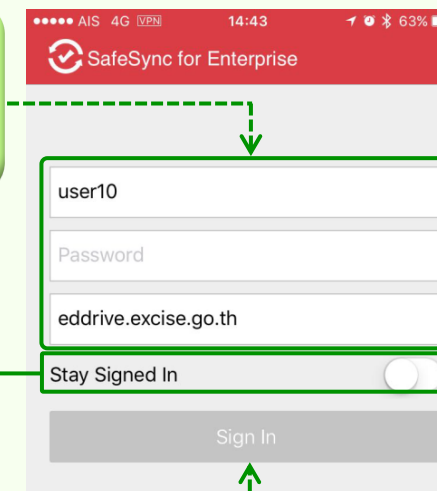 AIS 4G VPN 14:43 63%
SafeSync for Enterprise
user10
Password
eddrive.excise.go.th
Stay Signed In
Sign In